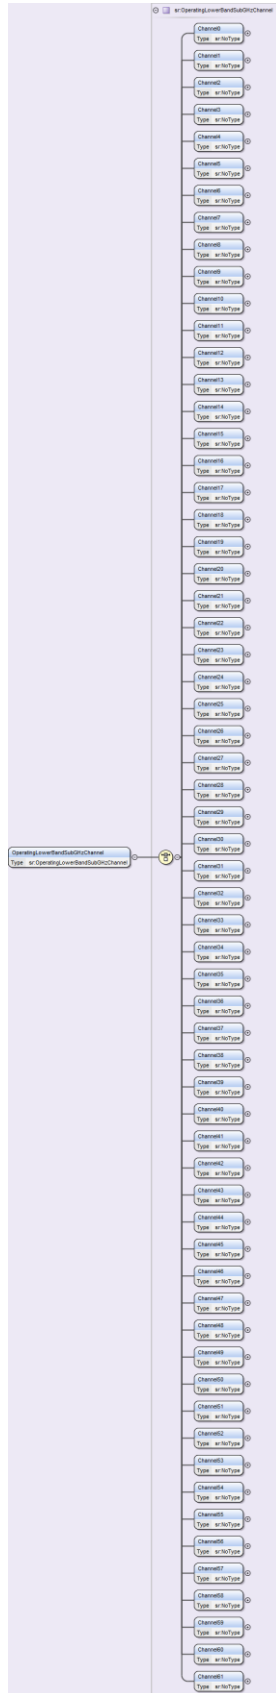 sr:OperatingLowerBandSubGHzChannel
Channel0
Type sr:NoType
Channel1
Type sr:NoType
Channel2
Type sr:NoType
Channel3
Type sr:NoType
Channel4
Type sr:NoType
Channel5
Type sr:NoType
Channel6
Type sr:NoType
Channel7
Type sr:NoType
Channel8
Type sr:NoType
Channel9
Type sr:NoType
Channel10
Type sr:NoType
Channel11
Type sr:NoType
Channel12
Type sr:NoType
Channel13
Type sr:NoType
Channel14
Type sr:NoType
Channel15
Type sr:NoType
Channel16
Type sr:NoType
Channel17
Type sr:NoType
Channel18
Type sr:NoType
Channel19
Type sr:NoType
Channel20
Type sr:NoType
Channel21
Type sr:NoType
Channel22
Type sr:NoType
Channel23
Type sr:NoType
Channel24
Type sr:NoType
Channel25
Type sr:NoType
Channel26
Type sr:NoType
Channel27
Type sr:NoType
Channel28
Type sr:NoType
Channel29
Type sr:NoType
OperatingLowerBandSubGHzChannel
Type sr:OperatingLowerBandSubGHzChannel
Channel30
Type sr:NoType
Channel31
Type sr:NoType
Channel32
Type sr:NoType
Channel33
Type sr:NoType
Channel34
Type sr:NoType
Channel35
Type sr:NoType
Channel36
Type sr:NoType
Channel37
Type sr:NoType
Channel38
Type sr:NoType
Channel39
Type sr:NoType
Channel40
Type sr:NoType
Channel41
Type sr:NoType
Channel42
Type sr:NoType
Channel43
Type sr:NoType
Channel44
Type sr:NoType
Channel45
Type sr:NoType
Channel46
Type sr:NoType
Channel47
Type sr:NoType
Channel48
Type sr:NoType
Channel49
Type sr:NoType
Channel50
Type sr:NoType
Channel51
Type sr:NoType
Channel52
Type sr:NoType
Channel53
Type sr:NoType
Channel54
Type sr:NoType
Channel55
Type sr:NoType
Channel56
Type sr:NoType
Channel57
Type sr:NoType
Channel58
Type sr:NoType
Channel59
Type sr:NoType
Channel60
Type sr:NoType
Channel61
Type sr:NoType